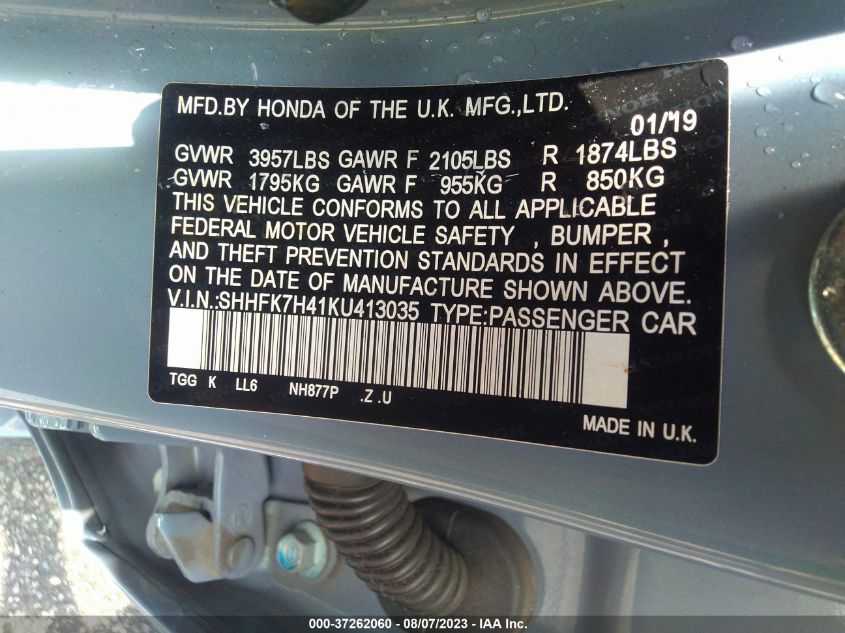 MFD.BY HONDA OF THE U.K. MFG.,LTD.
01/'19
GVWR 3957LBS GAWR F 2105LBS R 1874LBS
GVWR 1795KG GAWR F 955KG R 850KG
THIS VEHICLE CONFORMS TO ALL APPLICABLE
FEDERAL MOTOR VEHICLE SAFETY , BUMPER ,
AND THEFT PREVENTION STANDARDS IN EFFECT
ON THE DATE OF MANUFACTURE SHOWN ABOVE.
V.I.N.:SHHFK7H41KU413035 TYPE:PASSENGER CAR
TGG K LL6 NH877P .Z .U
MADE IN U.K.
000-37262060 - 08/07/2023 - IAA Inc.